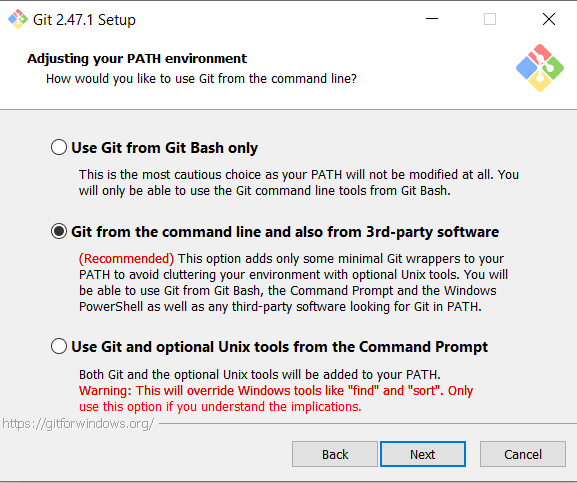 Git 2.47.1 Setup
Adjusting your PATH environment
How would you like to use Git from the command line?
Use Git from Git Bash only
This is the most cautious choice as your PATH will not be modified at all. You
will only be able to use the Git command line tools from Git Bash.
Git from the command line and also from 3rd-party software
(Recommended) This option adds only some minimal Git wrappers to your
PATH to avoid cluttering your environment with optional Unix tools. You will
be able to use Git from Git Bash, the Command Prompt and the Windows
PowerShell as well as any third-party software looking for Git in PATH.
Use Git and optional Unix tools from the Command Prompt
Both Git and the optional Unix tools will be added to your PATH.
Warning: This will override Windows tools like "find" and "sort". Only
use this option if you understand the implications.
https://gitforwindows.org/
Back
Next
Cancel